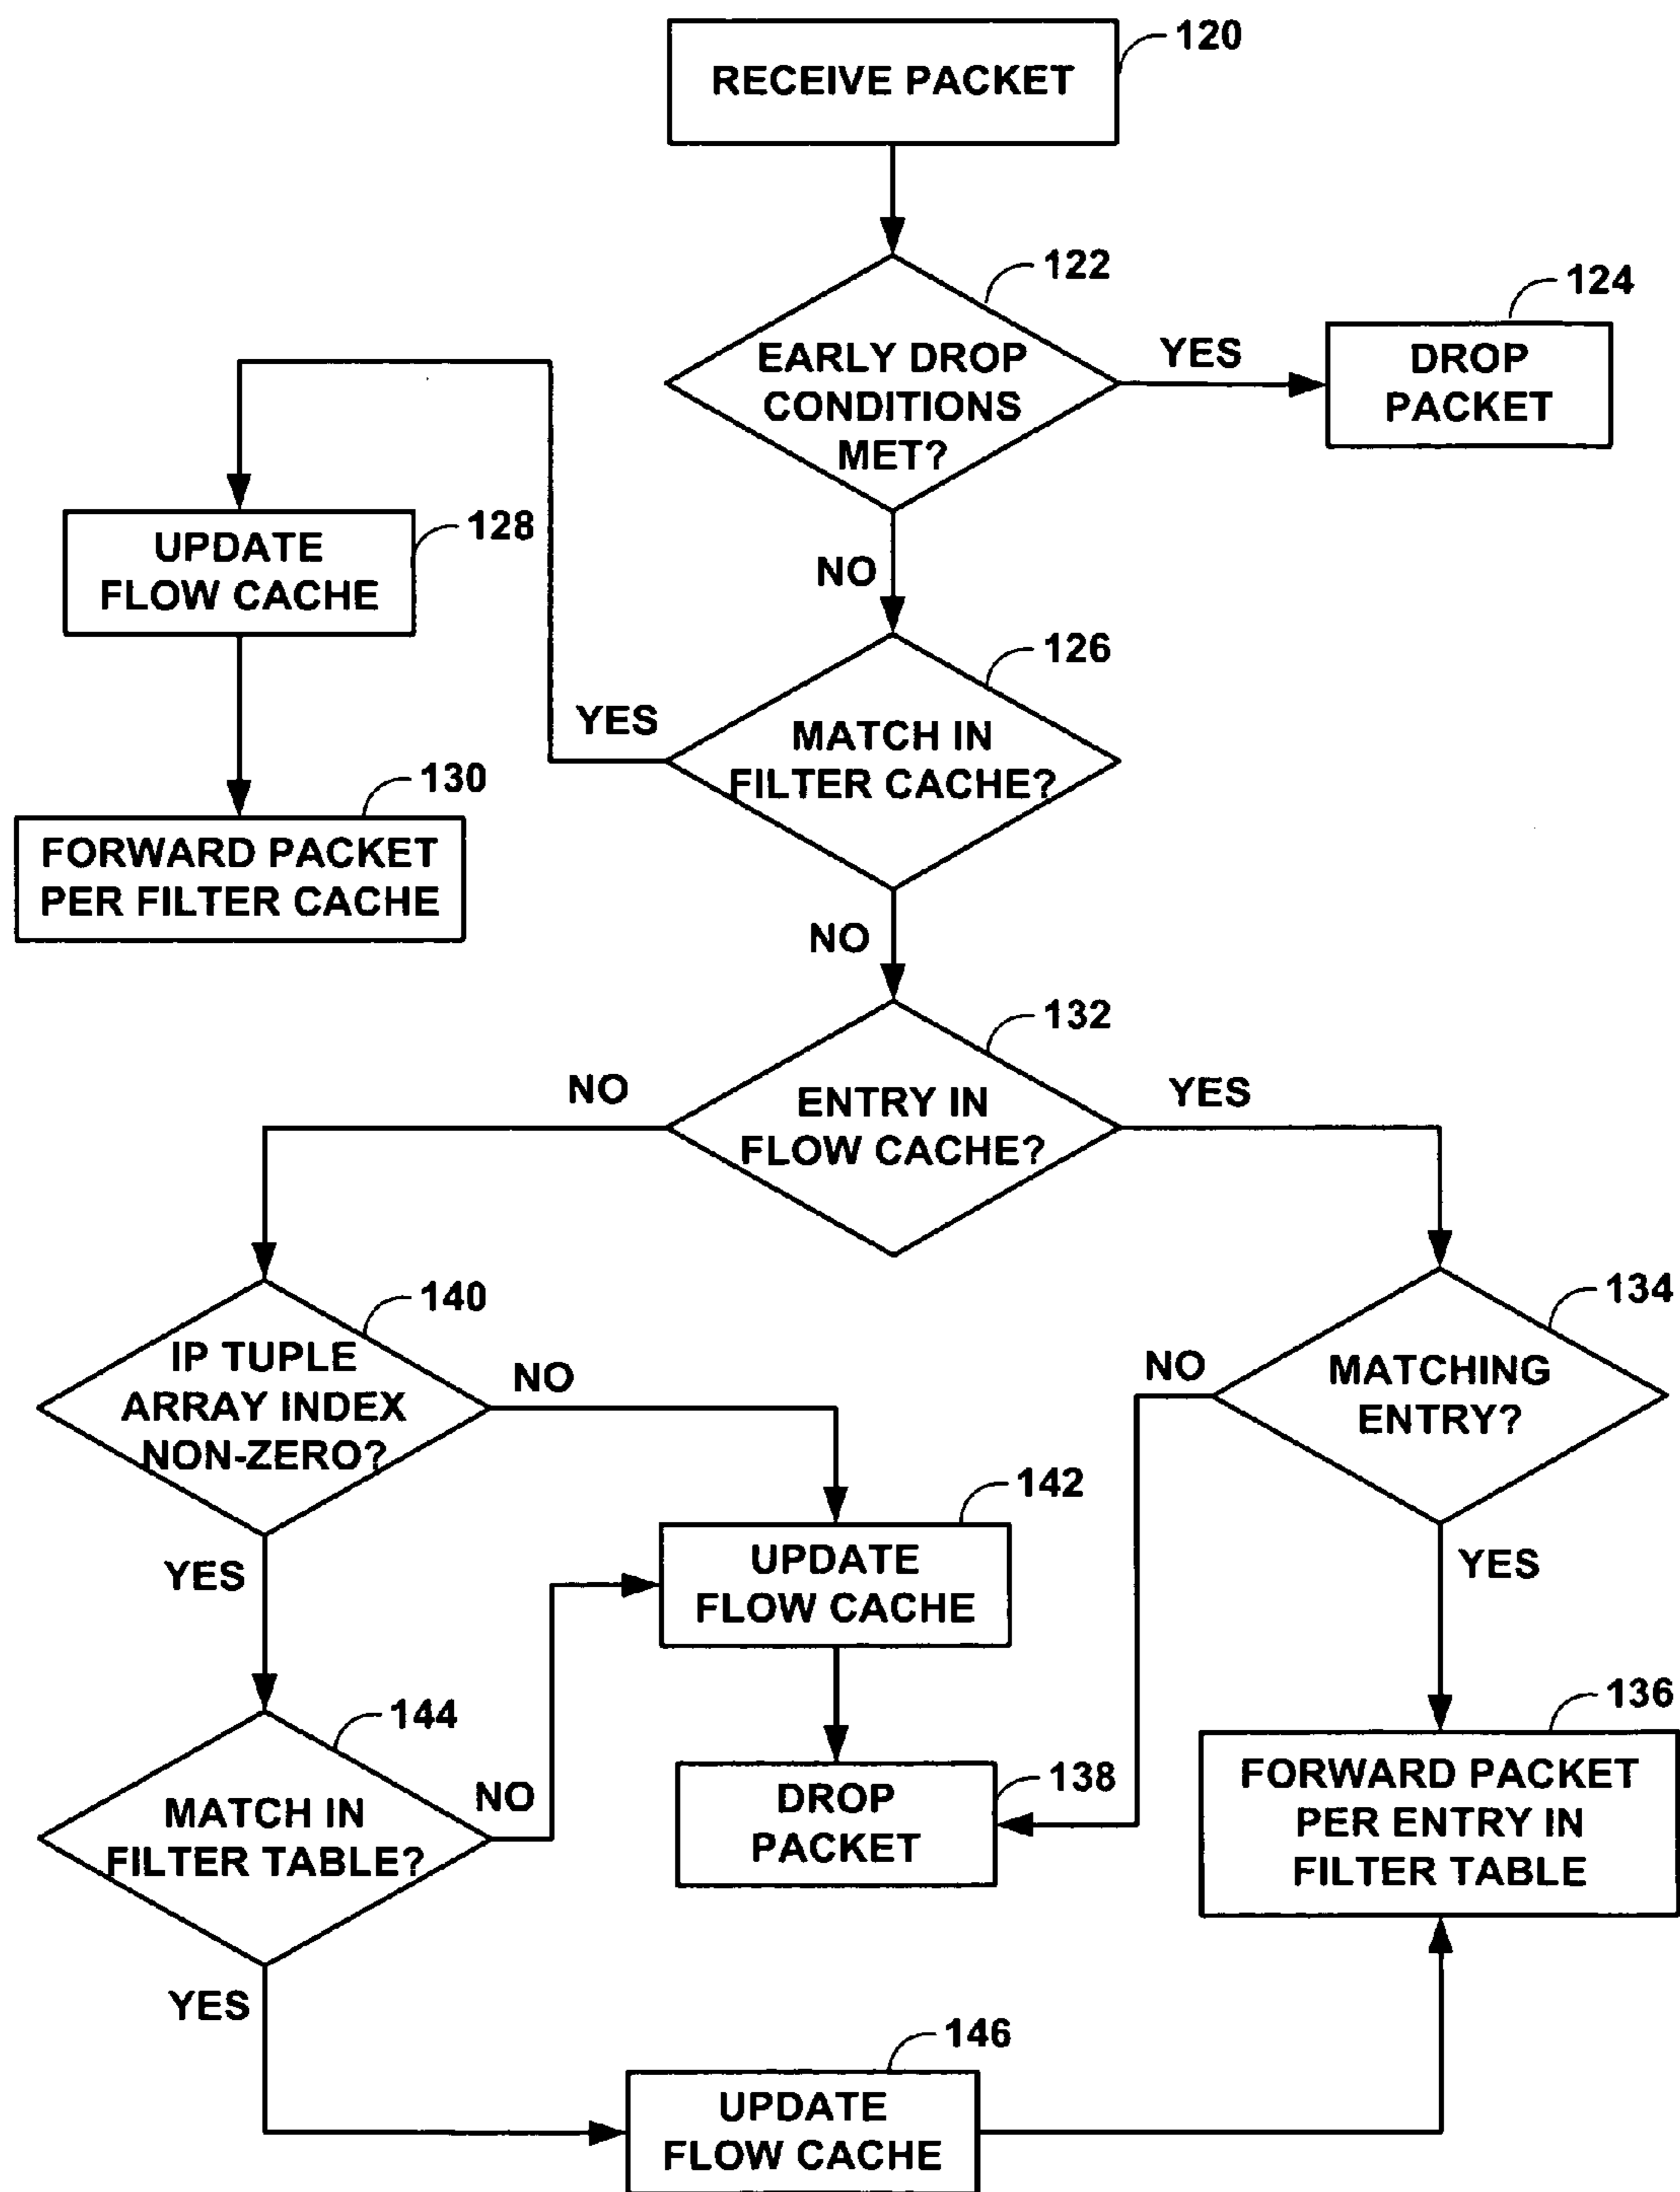 120
RECEIVE PACKET
122
EARLY DROP
CONDITIONS
MET?
YES
124
DROP
PACKET
NO
128
UPDATE
FLOW CACHE
126
MATCH IN
FILTER CACHE?
YES
130
FORWARD PACKET
PER FILTER CACHE
NO
132
ENTRY IN
FLOW CACHE?
NO
YES
140
IP TUPLE
ARRAY INDEX
NON-ZERO?
NO
134
MATCHING
ENTRY?
NO
142
UPDATE
FLOW CACHE
YES
YES
144
MATCH IN
FILTER TABLE?
NO
138
DROP
PACKET
136
FORWARD PACKET
PER ENTRY IN
FILTER TABLE
YES
146
UPDATE
FLOW CACHE